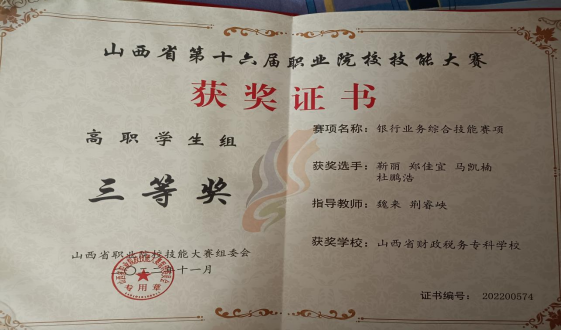 山西省第十六届职业院校技能大赛
获奖证书
高职学生组
三等奖
山西省职业院校技能大赛组委会
二〇二二年十一月
专用章
赛项名称: 银行业务综合技能赛项
获奖选手: 靳丽 郑佳宜 马凯楠
杜鹏浩
指导教师: 魏来 荆睿峡
获奖学校: 山西省财政税务专科学校
证书编号: 202200574